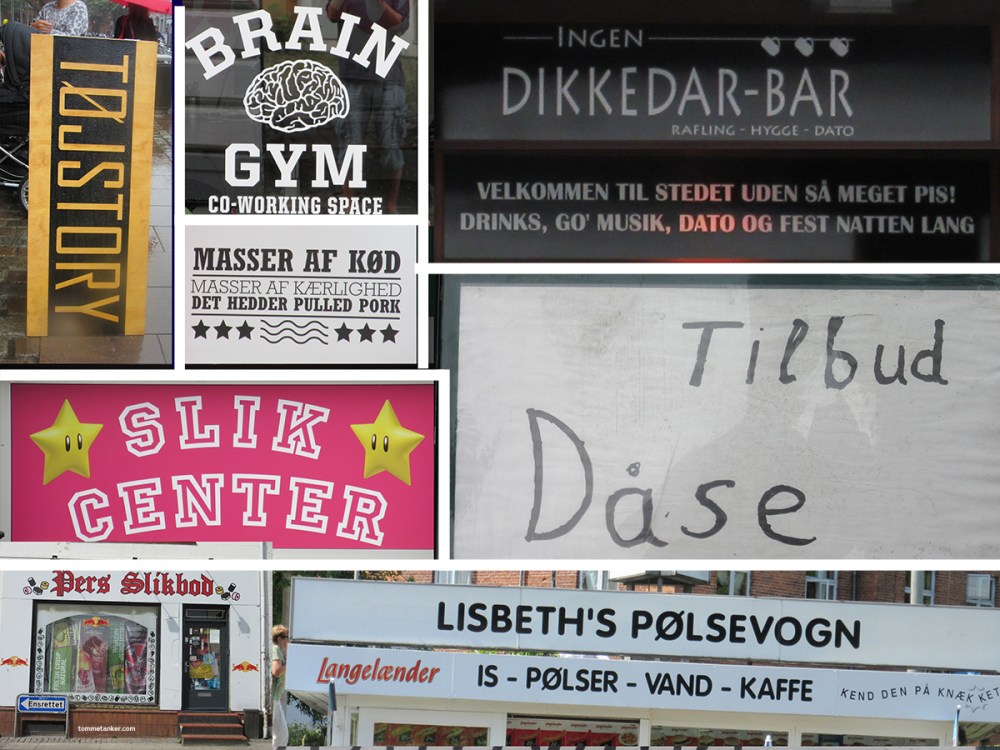 TØJSTORY
BRAIN
GYM
CO-WORKING SPACE
INGEN
DIKKEDAR-BAR
RAFLING - HYGGE - DATO
VELKOMMEN TIL STEDET UDEN SÅ MEGET PIS!
DRINKS, GO' MUSIK, DATO OG FEST NATTEN LANG
MASSER AF KØD
MASSER AF KÆRLIGHED
DET HEDDER PULLED PORK
Tilbud
Dåse
SLIK
CENTER
Pers Slikbod
Ensrettet
tommetanker.com
LISBETH'S PØLSEVOGN
Langelænder
IS - PØLSER - VAND - KAFFE
KEND DEN PÅ KNÆKKET